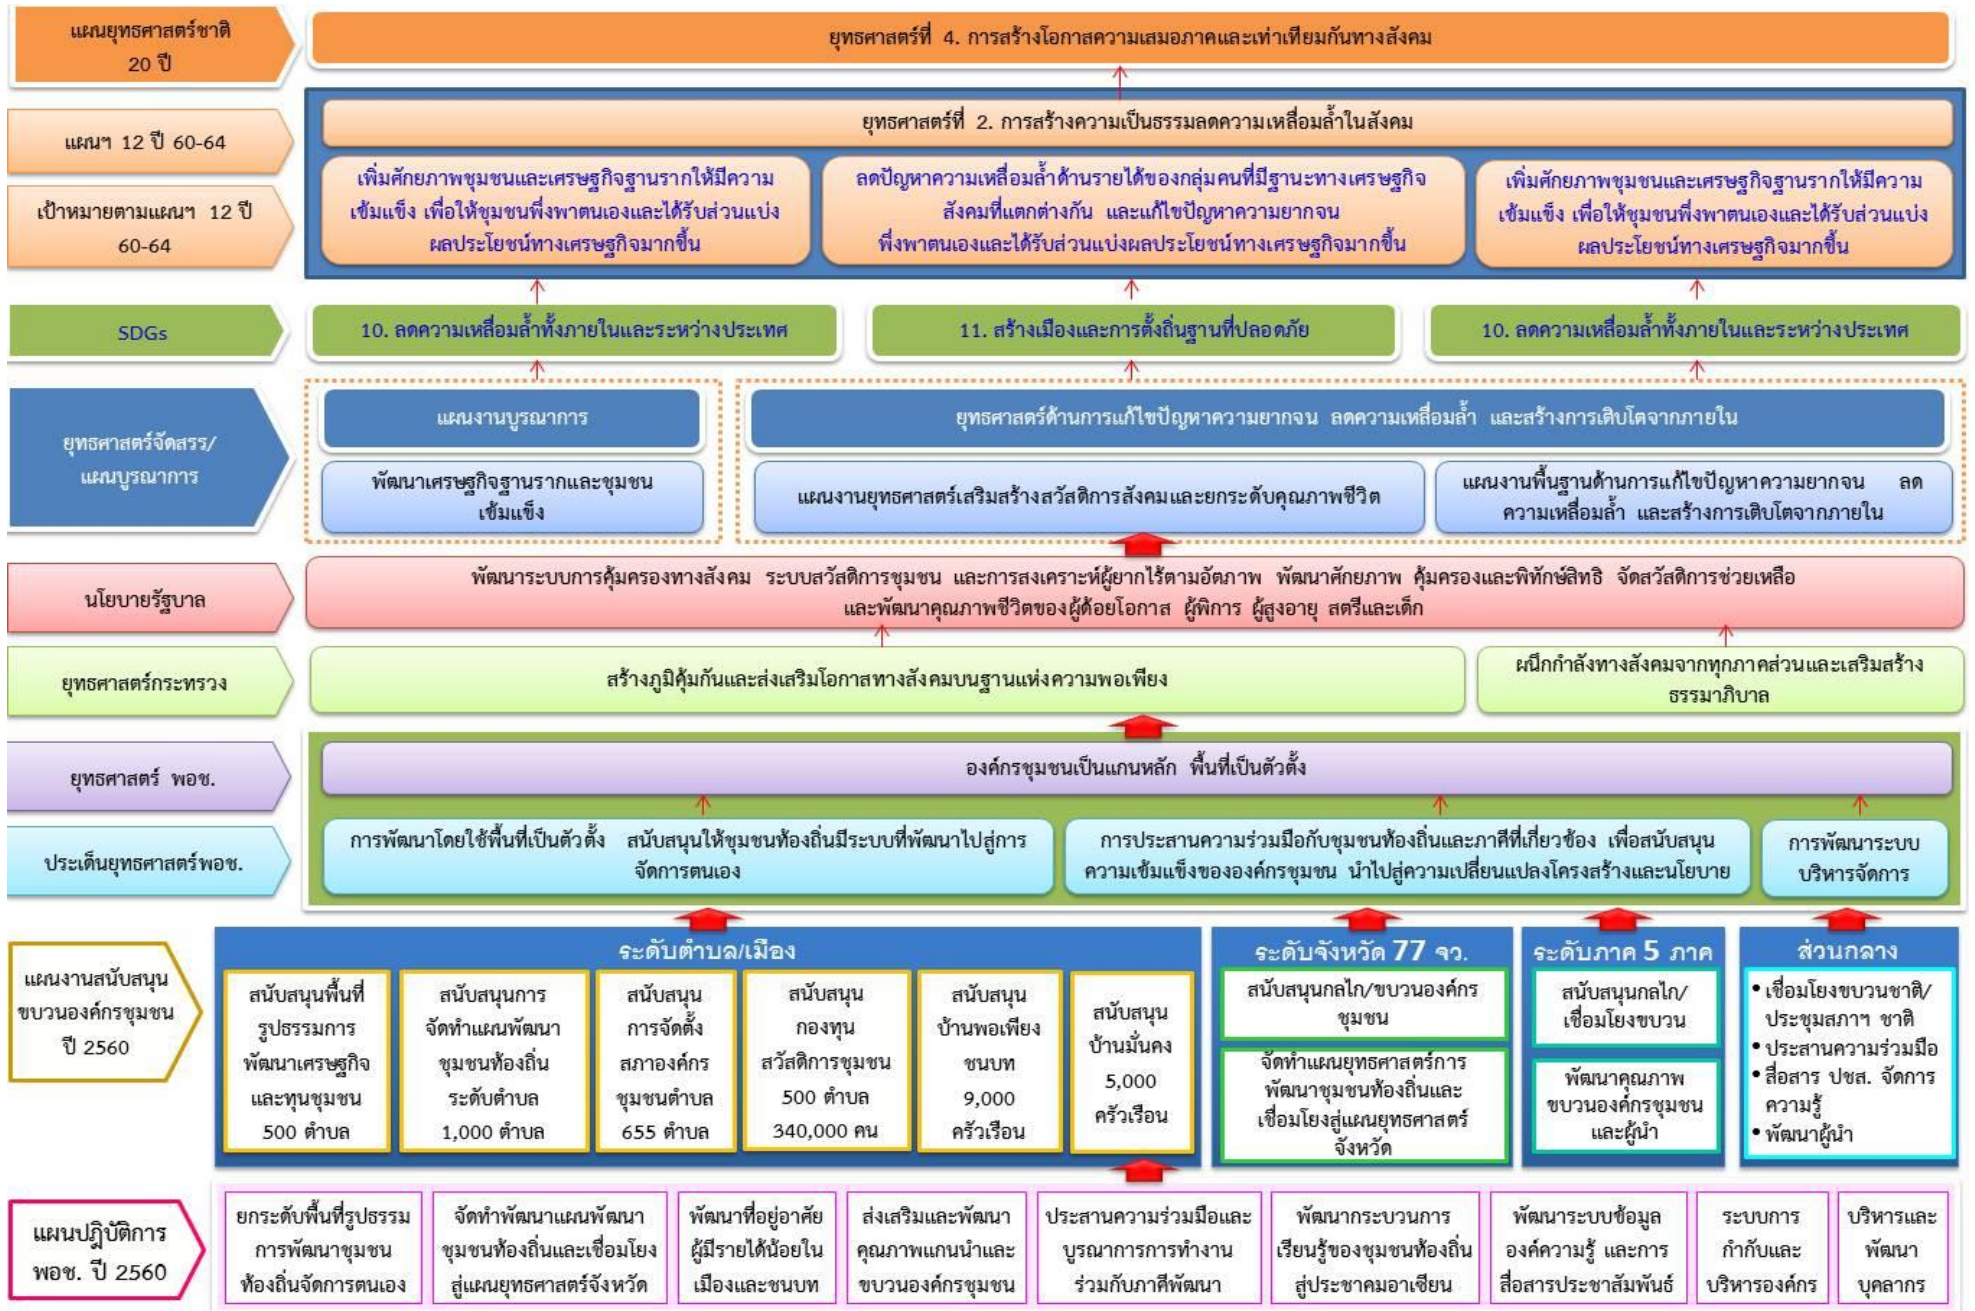 แผนยุทธศาสตร์ชาติ
20 ปี
ยุทธศาสตร์ที่ 4. การสร้างโอกาสความเสมอภาคและเท่าเทียมกันทางสังคม
แผนฯ 12 ปี 60-64
ยุทธศาสตร์ที่ 2. การสร้างความเป็นธรรมลดความเหลื่อมล้ำในสังคม
เป้าหมายตามแผนฯ 12 ปี
60-64
เพิ่มศักยภาพชุมชนและเศรษฐกิจฐานรากให้มีความ
เข้มแข็ง เพื่อให้ชุมชนพึ่งพาตนเองและได้รับส่วนแบ่ง
ผลประโยชน์ทางเศรษฐกิจมากขึ้น
ลดปัญหาความเหลื่อมล้ำด้านรายได้ของกลุ่มคนที่มีฐานะทางเศรษฐกิจ
สังคมที่แตกต่างกัน และแก้ไขปัญหาความยากจน
พึ่งพาตนเองและได้รับส่วนแบ่งผลประโยชน์ทางเศรษฐกิจมากขึ้น
เพิ่มศักยภาพชุมชนและเศรษฐกิจฐานรากให้มีความ
เข้มแข็ง เพื่อให้ชุมชนพึ่งพาตนเองและได้รับส่วนแบ่ง
ผลประโยชน์ทางเศรษฐกิจมากขึ้น
SDGs
10. ลดความเหลื่อมล้ำทั้งภายในและระหว่างประเทศ
11. สร้างเมืองและการตั้งถิ่นฐานที่ปลอดภัย
10. ลดความเหลื่อมล้ำทั้งภายในและระหว่างประเทศ
ยุทธศาสตร์จัดสรร/
แผนบูรณาการ
แผนงานบูรณาการ
พัฒนาเศรษฐกิจฐานรากและชุมชน
เข้มแข็ง
ยุทธศาสตร์ด้านการแก้ไขปัญหาความยากจน ลดความเหลื่อมล้ำ และสร้างการเติบโตจากภายใน
แผนงานยุทธศาสตร์เสริมสร้างสวัสดิการสังคมและยกระดับคุณภาพชีวิต
แผนงานพื้นฐานด้านการแก้ไขปัญหาความยากจน ลด
ความเหลื่อมล้ำ และสร้างการเติบโตจากภายใน
นโยบายรัฐบาล
พัฒนาระบบการคุ้มครองทางสังคม ระบบสวัสดิการชุมชน และการสงเคราะห์ผู้ยากไร้ตามอัตภาพ พัฒนาศักยภาพ คุ้มครองและพิทักษ์สิทธิ จัดสวัสดิการช่วยเหลือ
และพัฒนาคุณภาพชีวิตของผู้ด้อยโอกาส ผู้พิการ ผู้สูงอายุ สตรีและเด็ก
ยุทธศาสตร์กระทรวง
สร้างภูมิคุ้มกันและส่งเสริมโอกาสทางสังคมบนฐานแห่งความพอเพียง
ผนึกกำลังทางสังคมจากทุกภาคส่วนและเสริมสร้าง
ธรรมาภิบาล
ยุทธศาสตร์ พอช.
องค์กรชุมชนเป็นแกนหลัก พื้นที่เป็นตัวตั้ง
ประเด็นยุทธศาสตร์พอช.
การพัฒนาโดยใช้พื้นที่เป็นตัวตั้ง สนับสนุนให้ชุมชนท้องถิ่นมีระบบที่พัฒนาไปสู่การ
จัดการตนเอง
การประสานความร่วมมือกับชุมชนท้องถิ่นและภาคีที่เกี่ยวข้อง เพื่อสนับสนุน
ความเข้มแข็งขององค์กรชุมชน นำไปสู่ความเปลี่ยนแปลงโครงสร้างและนโยบาย
การพัฒนาระบบ
บริหารจัดการ
แผนงานสนับสนุน
ขบวนองค์กรชุมชน
ปี 2560
ระดับตำบล/เมือง
สนับสนุนพื้นที่
รูปธรรมการ
พัฒนาเศรษฐกิจ
และทุนชุมชน
500 ตำบล
สนับสนุนการ
จัดทำแผนพัฒนา
ชุมชนท้องถิ่น
ระดับตำบล
1,000 ตำบล
สนับสนุน
การจัดตั้ง
สภาองค์กร
ชุมชนตำบล
655 ตำบล
สนับสนุน
กองทุน
สวัสดิการชุมชน
500 ตำบล
340,000 คน
สนับสนุน
บ้านพอเพียง
ชนบท
9,000
ครัวเรือน
สนับสนุน
บ้านมั่นคง
5,000
ครัวเรือน
ระดับจังหวัด 77 จว.
สนับสนุนกลไก/ขบวนองค์กร
ชุมชน
จัดทำแผนยุทธศาสตร์การ
พัฒนาชุมชนท้องถิ่นและ
เชื่อมโยงสู่แผนยุทธศาสตร์
จังหวัด
ระดับภาค 5 ภาค
สนับสนุนกลไก/
เชื่อมโยงขบวน
พัฒนาคุณภาพ
ขบวนองค์กรชุมชน
และผู้นำ
ส่วนกลาง
• เชื่อมโยงขบวนชาติ/
ประชุมสภาฯ ชาติ
• ประสานความร่วมมือ
• สื่อสาร ปชส. จัดการ
ความรู้
• พัฒนาผู้นำ
แผนปฎิบัติการ
พอช. ปี 2560
ยกระดับพื้นที่รูปธรรม
การพัฒนาชุมชน
ท้องถิ่นจัดการตนเอง
จัดทำพัฒนาแผนพัฒนา
ชุมชนท้องถิ่นและเชื่อมโยง
สู่แผนยุทธศาสตร์จังหวัด
พัฒนาที่อยู่อาศัย
ผู้มีรายได้น้อยใน
เมืองและชนบท
ส่งเสริมและพัฒนา
คุณภาพแกนนำและ
ขบวนองค์กรชุมชน
ประสานความร่วมมือและ
บูรณาการการทำงาน
ร่วมกับภาคีพัฒนา
พัฒนากระบวนการ
เรียนรู้ของชุมชนท้องถิ่น
สู่ประชาคมอาเซียน
พัฒนาระบบข้อมูล
องค์ความรู้ และการ
สื่อสารประชาสัมพันธ์
ระบบการ
กำกับและ
บริหารองค์กร
บริหารและ
พัฒนา
บุคลากร